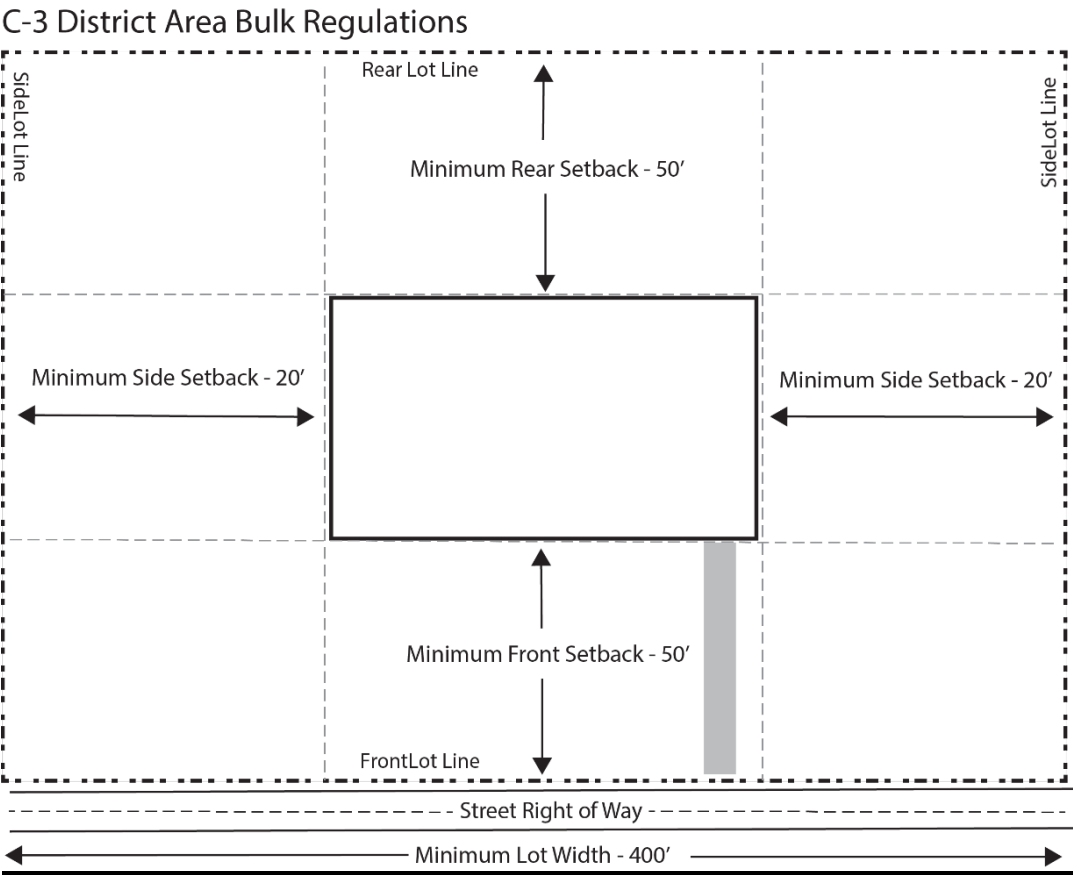 C-3 District Area Bulk Regulations
Rear Lot Line
SideLot Line
SideLot Line
Minimum Rear Setback - 50’
Minimum Side Setback - 20’
Minimum Side Setback - 20’
Minimum Front Setback - 50’
FrontLot Line
Street Right of Way
Minimum Lot Width - 400’